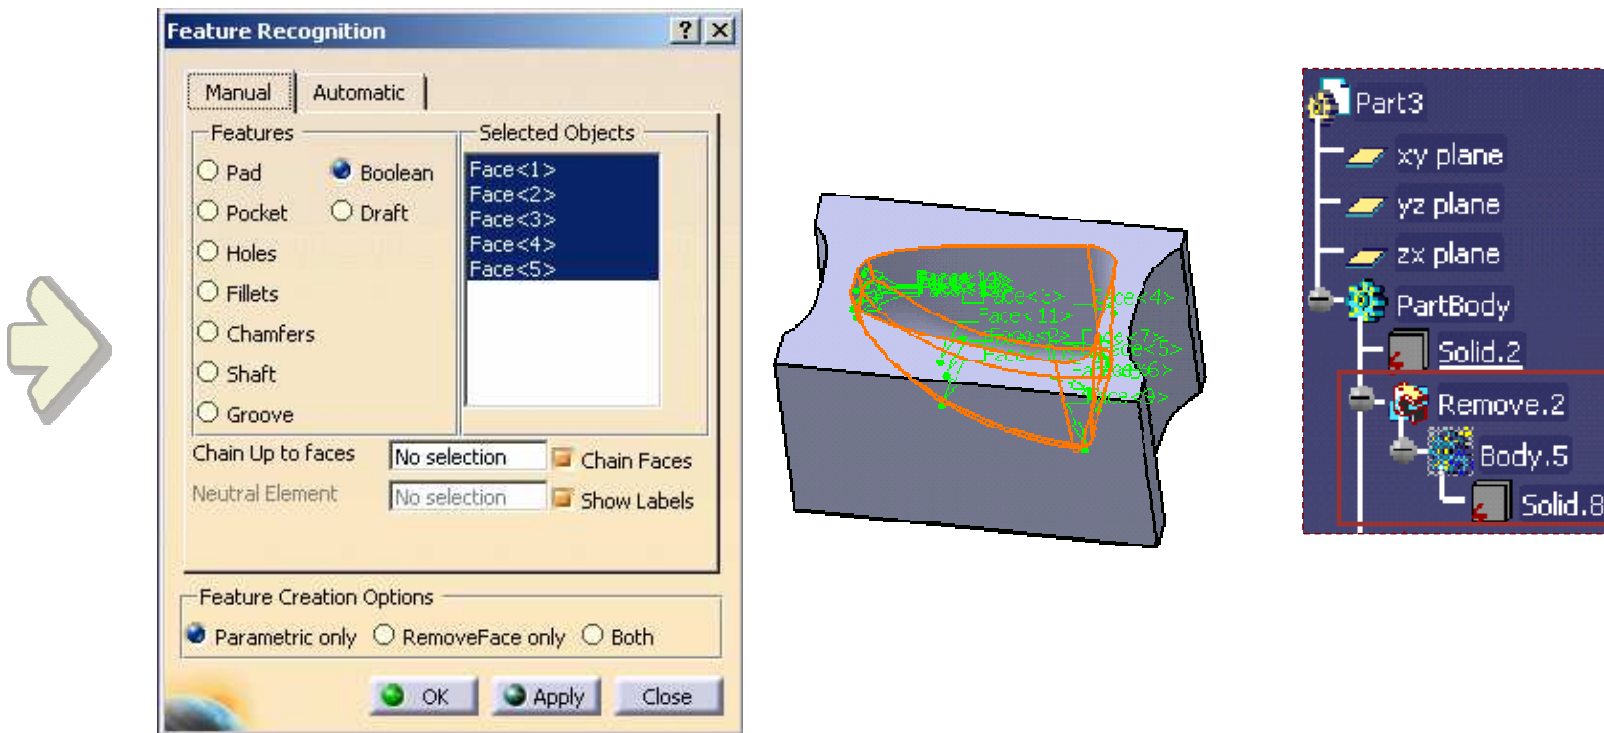 Feature Recognition
Manual Automatic
Features
Pad
Boolean
Pocket
Draft
Holes
Fillets
Chamfers
Shaft
Groove
Selected Objects
Face<1>
Face<2>
Face<3>
Face<4>
Face<5>
Chain Up to faces No selection Chain Faces
Neutral Element No selection Show Labels
Feature Creation Options
Parametric only RemoveFace only Both
OK Apply Close
Face<4>
Face<11>
Part3
xy plane
yz plane
zx plane
PartBody
Solid.2
Remove.2
Body.5
Solid.8